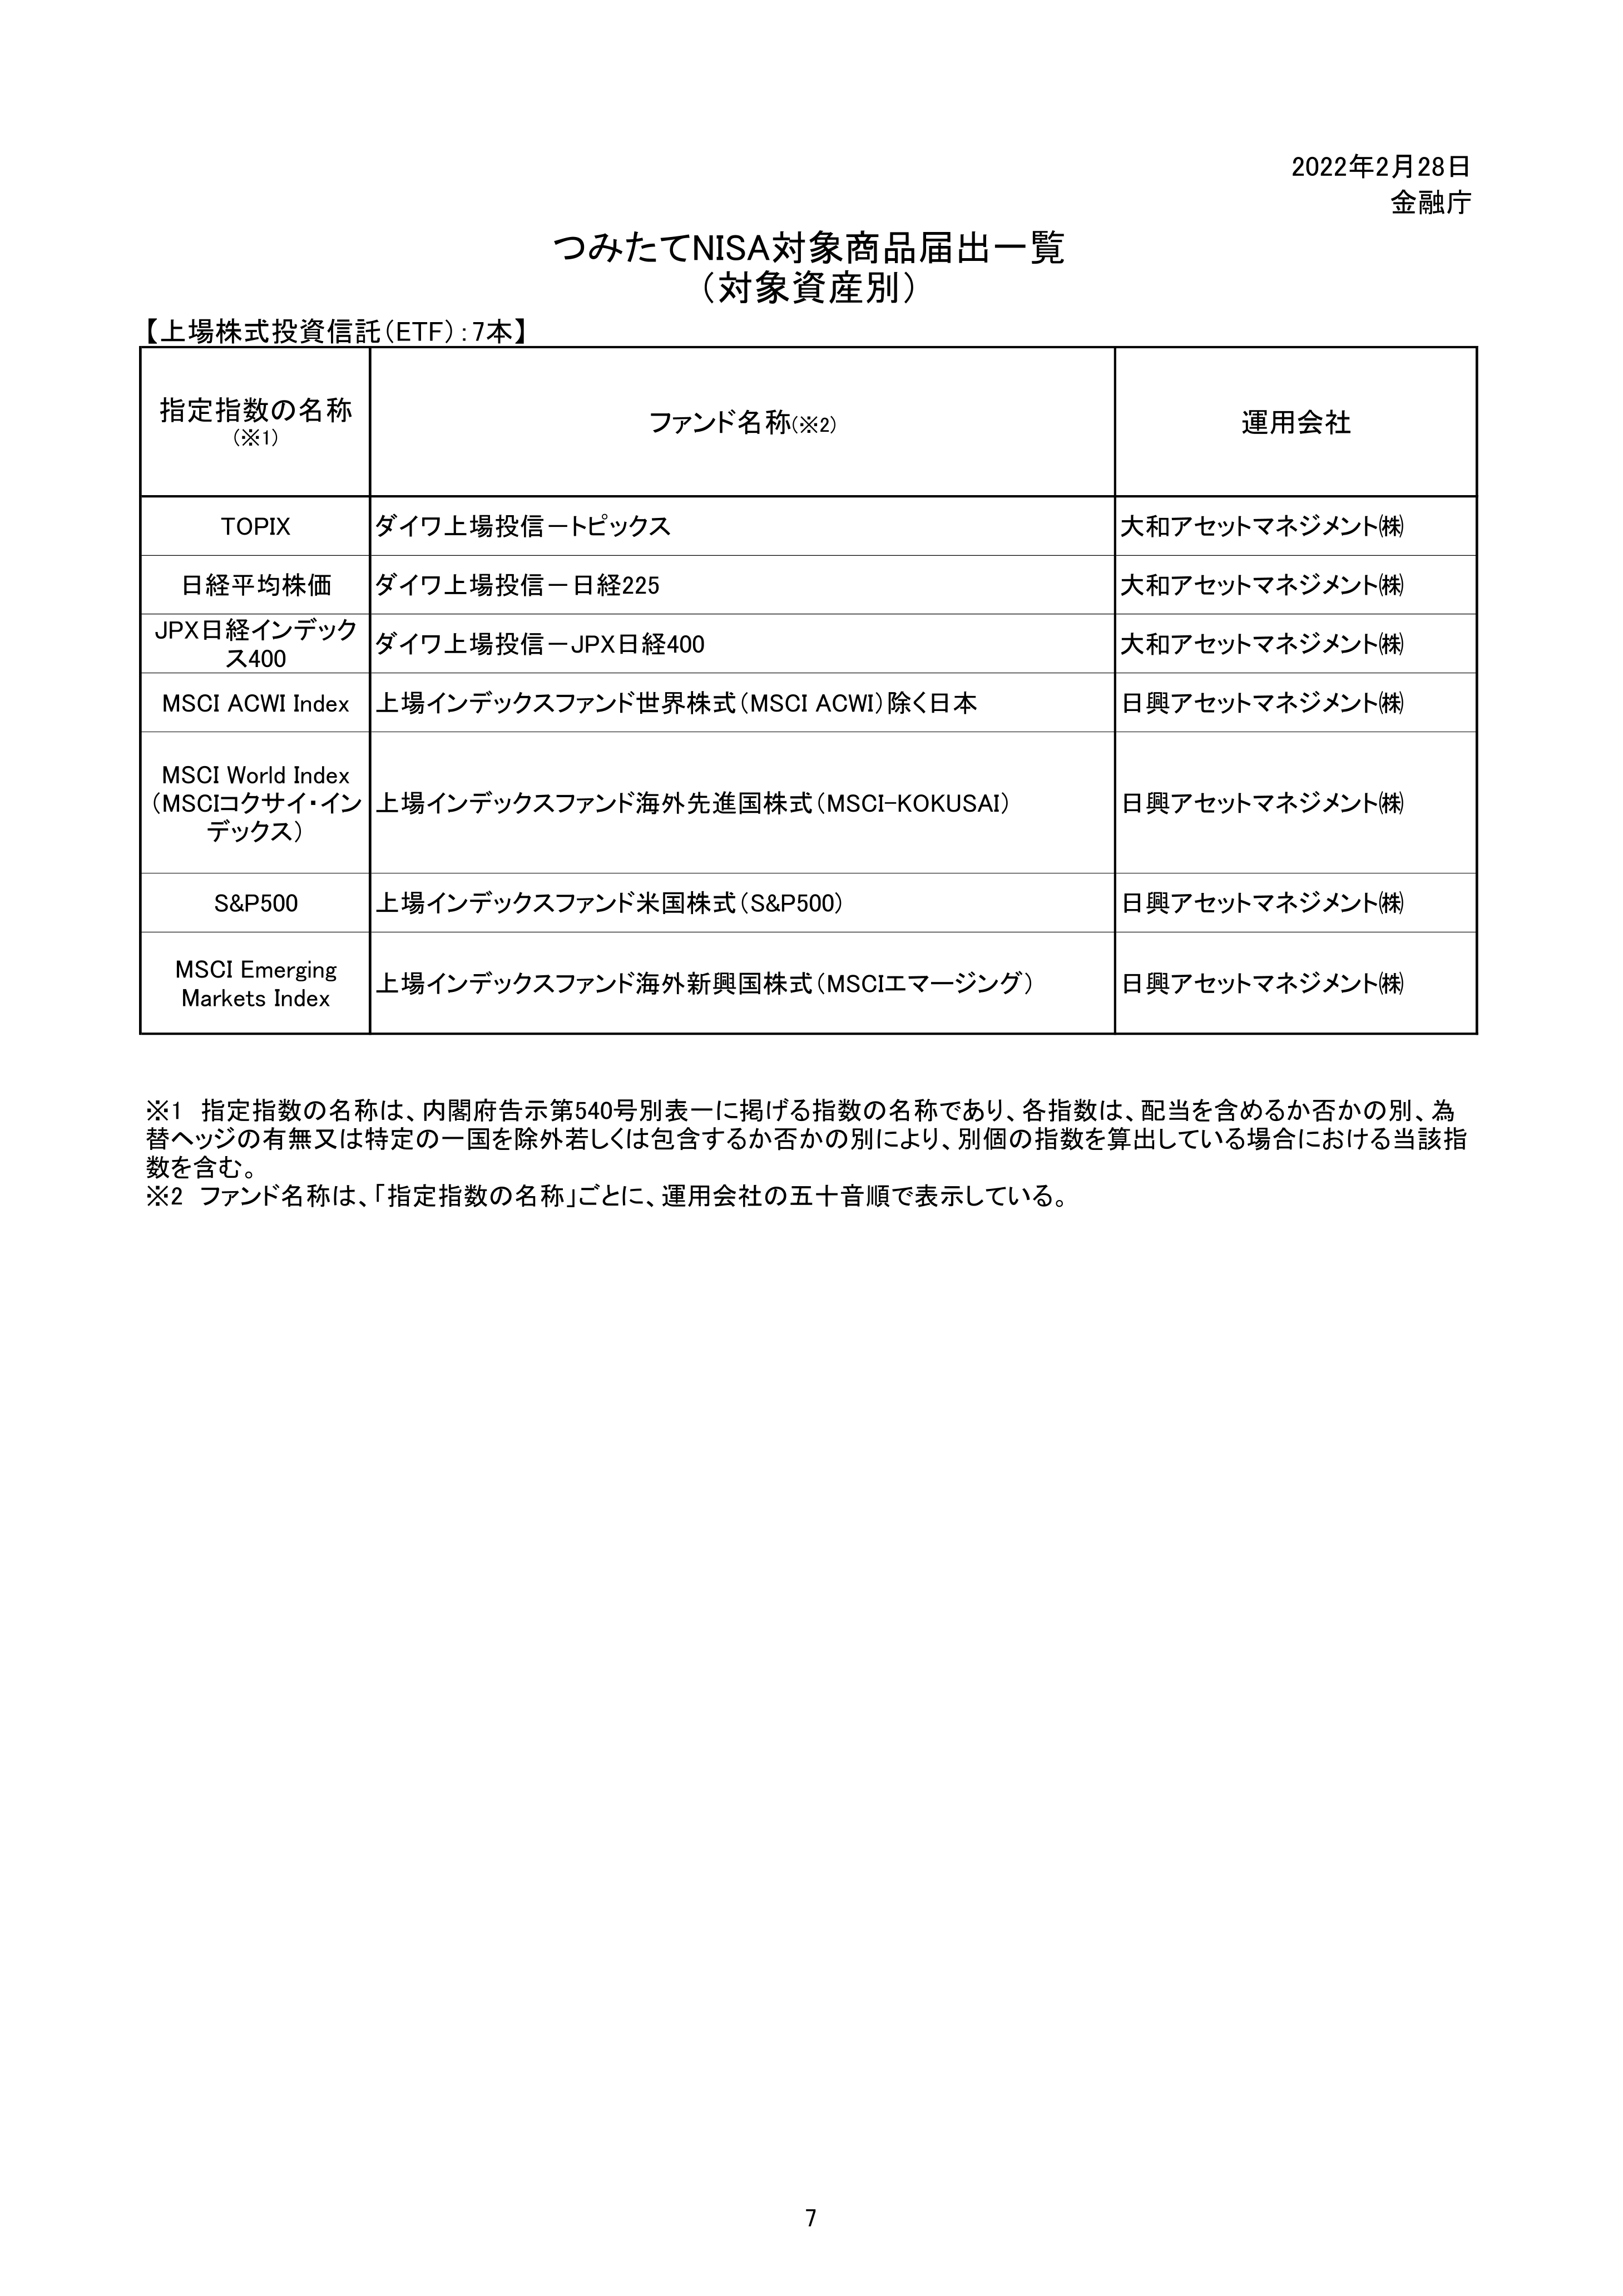 2022年2月28日
金融庁
つみたてNISA対象商品届出一覧
（対象資産別）
【上場株式投資信託（ETF）：7本】
指定指数の名称
（※1）
ファンド名称(※2)
運用会社
TOPIX
ダイワ上場投信－トピックス
大和アセットマネジメント㈱
日経平均株価
ダイワ上場投信－日経225
大和アセットマネジメント㈱
JPX日経インデック
ス400
ダイワ上場投信－JPX日経400
大和アセットマネジメント㈱
MSCI ACWI Index
上場インデックスファンド世界株式（MSCI ACWI）除く日本
日興アセットマネジメント㈱
MSCI World Index
（MSCIコクサイ・イン
デックス）
上場インデックスファンド海外先進国株式（MSCI-KOKUSAI）
日興アセットマネジメント㈱
S&P500
上場インデックスファンド米国株式（S&P500）
日興アセットマネジメント㈱
MSCI Emerging
Markets Index
上場インデックスファンド海外新興国株式（MSCIエマージング）
日興アセットマネジメント㈱
※1 指定指数の名称は、内閣府告示第540号別表一に掲げる指数の名称であり、各指数は、配当を含めるか否かの別、為
替ヘッジの有無又は特定の一国を除外若しくは包含するか否かの別により、別個の指数を算出している場合における当該指
数を含む。
※2 ファンド名称は、「指定指数の名称」ごとに、運用会社の五十音順で表示している。
7